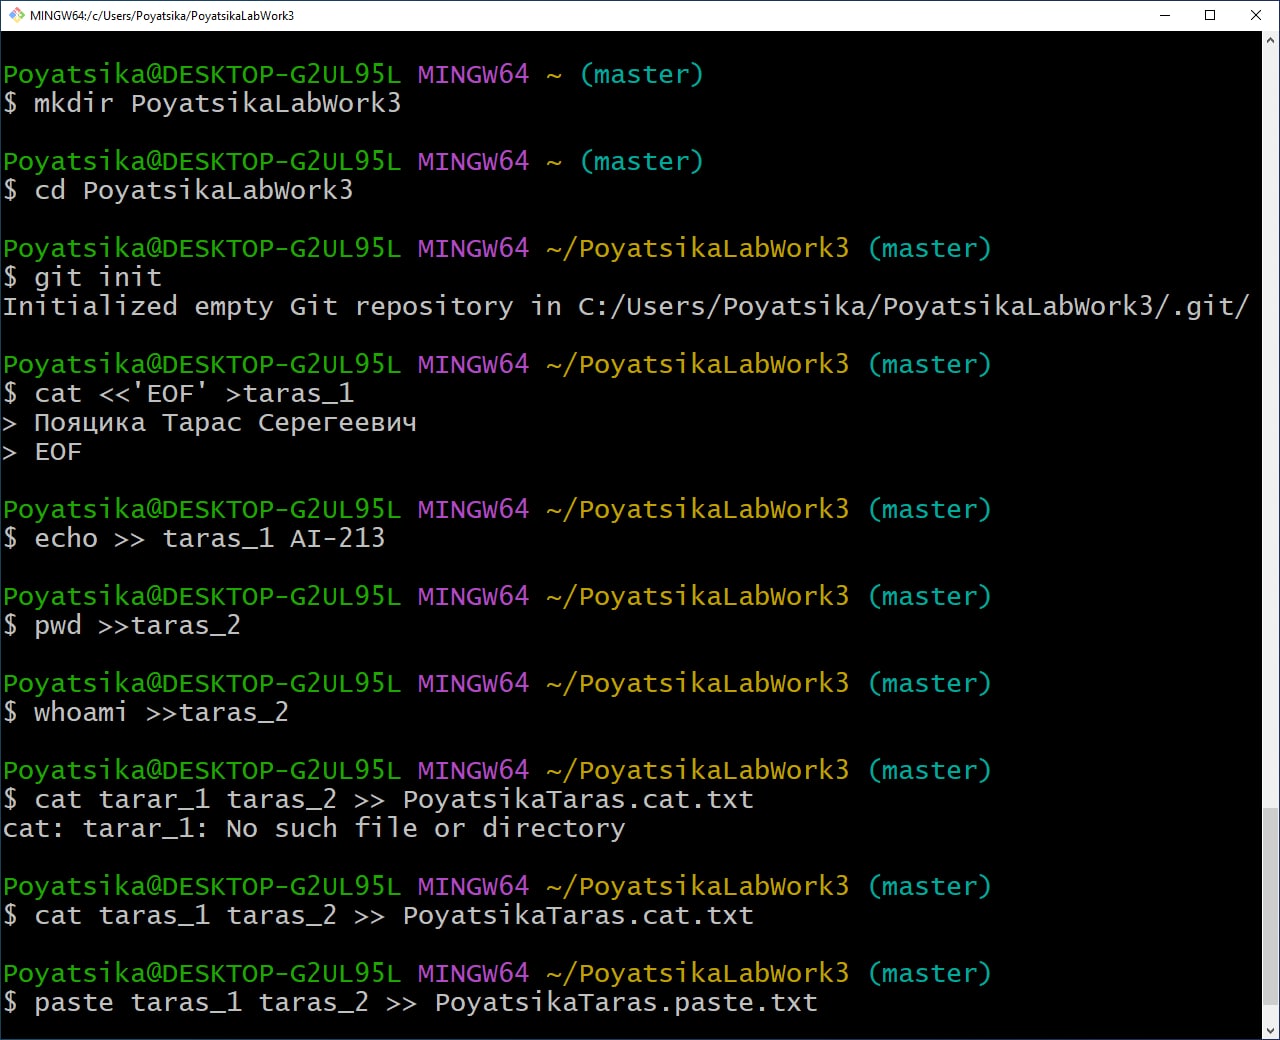 MINGW64:/c/Users/Poyatsika/PoyatsikaLabWork3
Poyatsika@DESKTOP-G2UL95L MINGW64 ~ (master)
$ mkdir PoyatsikaLabWork3
Poyatsika@DESKTOP-G2UL95L MINGW64 ~ (master)
$ cd PoyatsikaLabWork3
Poyatsika@DESKTOP-G2UL95L MINGW64 ~/PoyatsikaLabWork3 (master)
$ git init
Initialized empty Git repository in C:/Users/Poyatsika/PoyatsikaLabWork3/.git/
Poyatsika@DESKTOP-G2UL95L MINGW64 ~/PoyatsikaLabWork3 (master)
$ cat <<'EOF' >taras_1
> Пояцика Тарас Серегеевич
> EOF
Poyatsika@DESKTOP-G2UL95L MINGW64 ~/PoyatsikaLabWork3 (master)
$ echo >> taras_1 AI-213
Poyatsika@DESKTOP-G2UL95L MINGW64 ~/PoyatsikaLabWork3 (master)
$ pwd >>taras_2
Poyatsika@DESKTOP-G2UL95L MINGW64 ~/PoyatsikaLabWork3 (master)
$ whoami >>taras_2
Poyatsika@DESKTOP-G2UL95L MINGW64 ~/PoyatsikaLabWork3 (master)
$ cat tarar_1 taras_2 >> PoyatsikaTaras.cat.txt
cat: tarar_1: No such file or directory
Poyatsika@DESKTOP-G2UL95L MINGW64 ~/PoyatsikaLabWork3 (master)
$ cat taras_1 taras_2 >> PoyatsikaTaras.cat.txt
Poyatsika@DESKTOP-G2UL95L MINGW64 ~/PoyatsikaLabWork3 (master)
$ paste taras_1 taras_2 >> PoyatsikaTaras.paste.txt